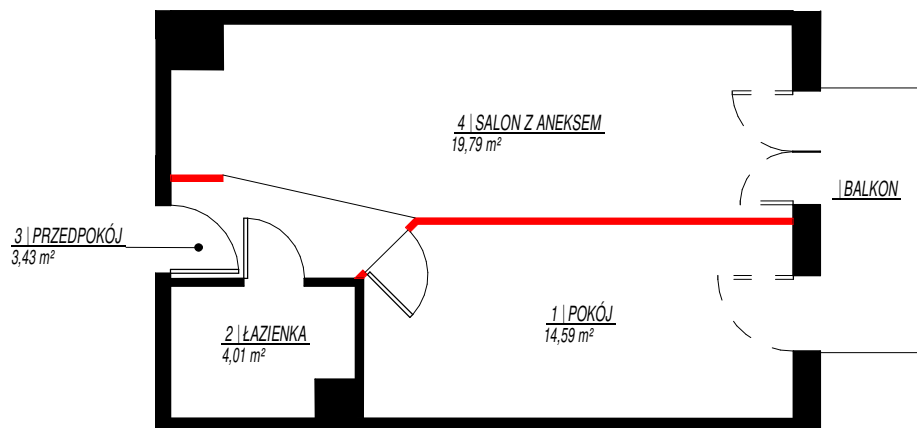 4 | SALON Z ANEKSEM
19,79 m²
| BALKON
3 | PRZEDPOKÓJ
3,43 m²
1 | POKÓJ
14,59 m²
2 | ŁAZIENKA
4,01 m²